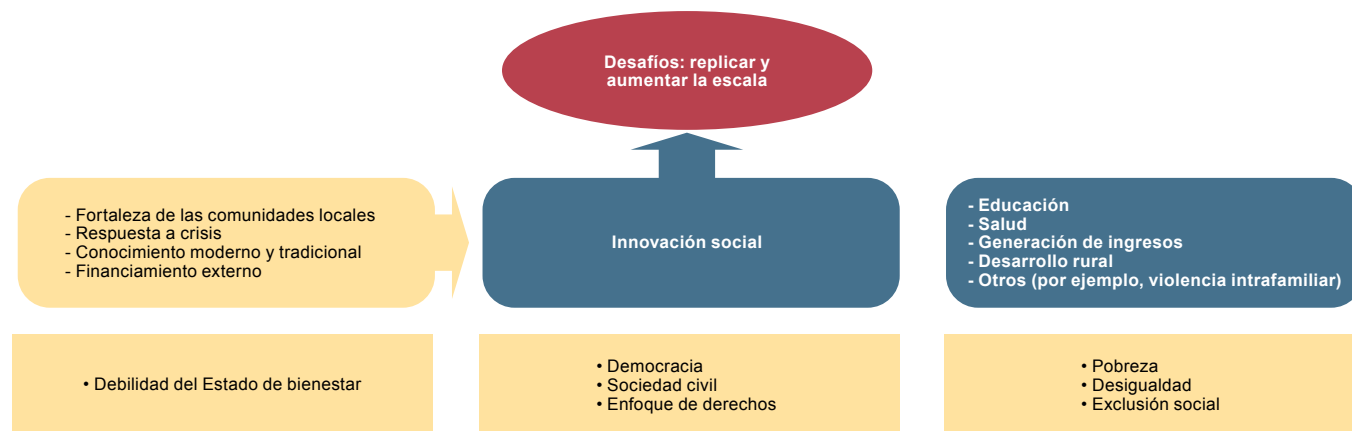 Desafíos: replicar y
aumentar la escala
- Fortaleza de las comunidades locales
- Respuesta a crisis
- Conocimiento moderno y tradicional
- Financiamiento externo
Innovación social
- Educación
- Salud
- Generación de ingresos
- Desarrollo rural
- Otros (por ejemplo, violencia intrafamiliar)
• Debilidad del Estado de bienestar
• Democracia
• Sociedad civil
• Enfoque de derechos
• Pobreza
• Desigualdad
• Exclusión social